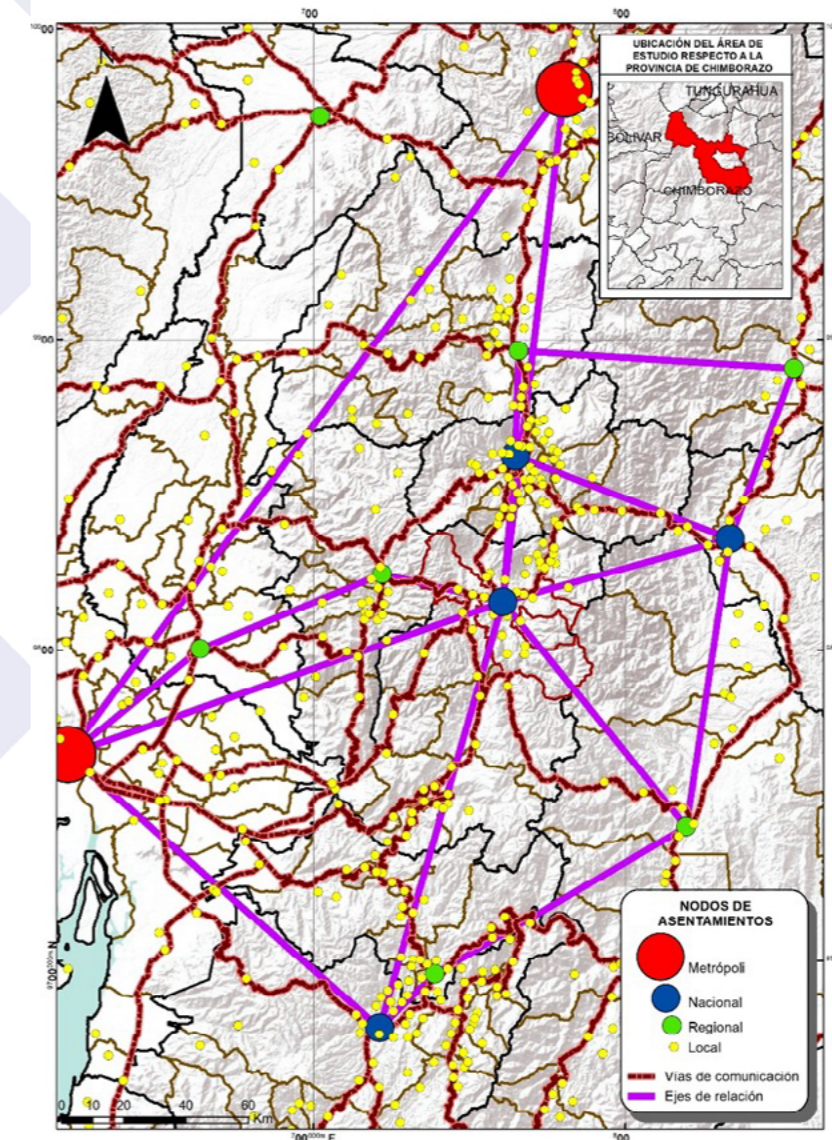 700
N
UBICACIÓN DEL ÁREA DE
ESTUDIO RESPECTO A LA
PROVINCIA DE CHIMBORAZO
TUNGURAHUA
BOLIVAR
CHIMBORAZO
NODOS DE
ASENTAMIENTOS
Metrópoli
Nacional
Regional
Local
Vías de comunicación
Ejes de relación
0 10 20 40 60
Km